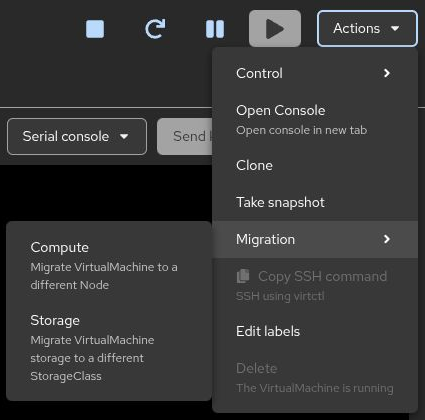 Actions
Control
Open Console
Open console in new tab
Serial console
Send
Clone
Take snapshot
Migration
Compute
Migrate VirtualMachine to a
different Node
Storage
Migrate VirtualMachine
storage to a different
StorageClass
Copy SSH command
SSH using virtctl
Edit labels
Delete
The VirtualMachine is running